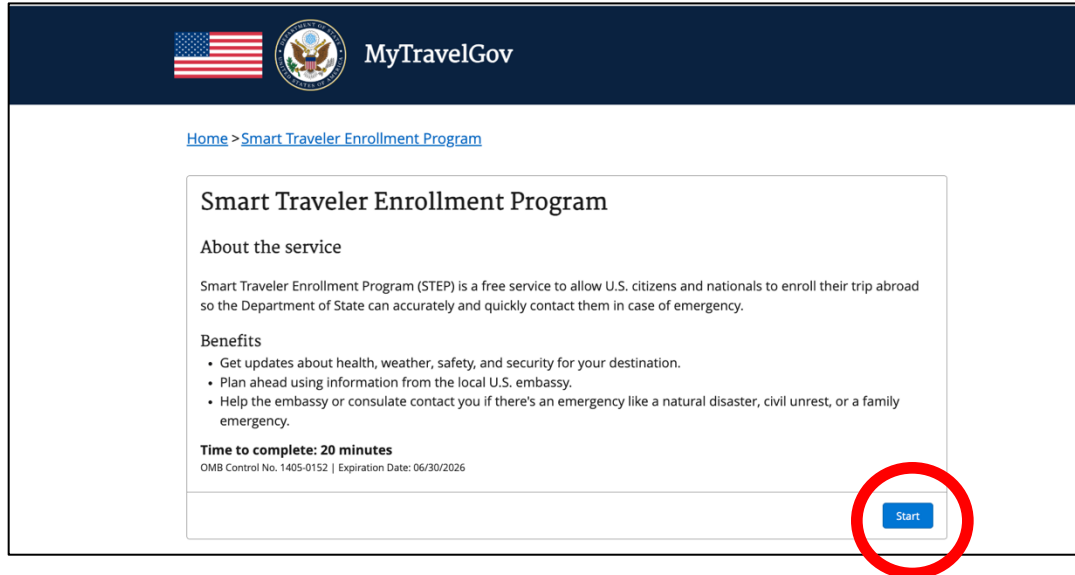 MyTravelGov
Home > Smart Traveler Enrollment Program
Smart Traveler Enrollment Program
About the service
Smart Traveler Enrollment Program (STEP) is a free service to allow U.S. citizens and nationals to enroll their trip abroad
so the Department of State can accurately and quickly contact them in case of emergency.
Benefits
• Get updates about health, weather, safety, and security for your destination.
• Plan ahead using information from the local U.S. embassy.
• Help the embassy or consulate contact you if there's an emergency like a natural disaster, civil unrest, or a family
emergency.
Time to complete: 20 minutes
OMB Control No. 1405-0152 | Expiration Date: 06/30/2026
Start